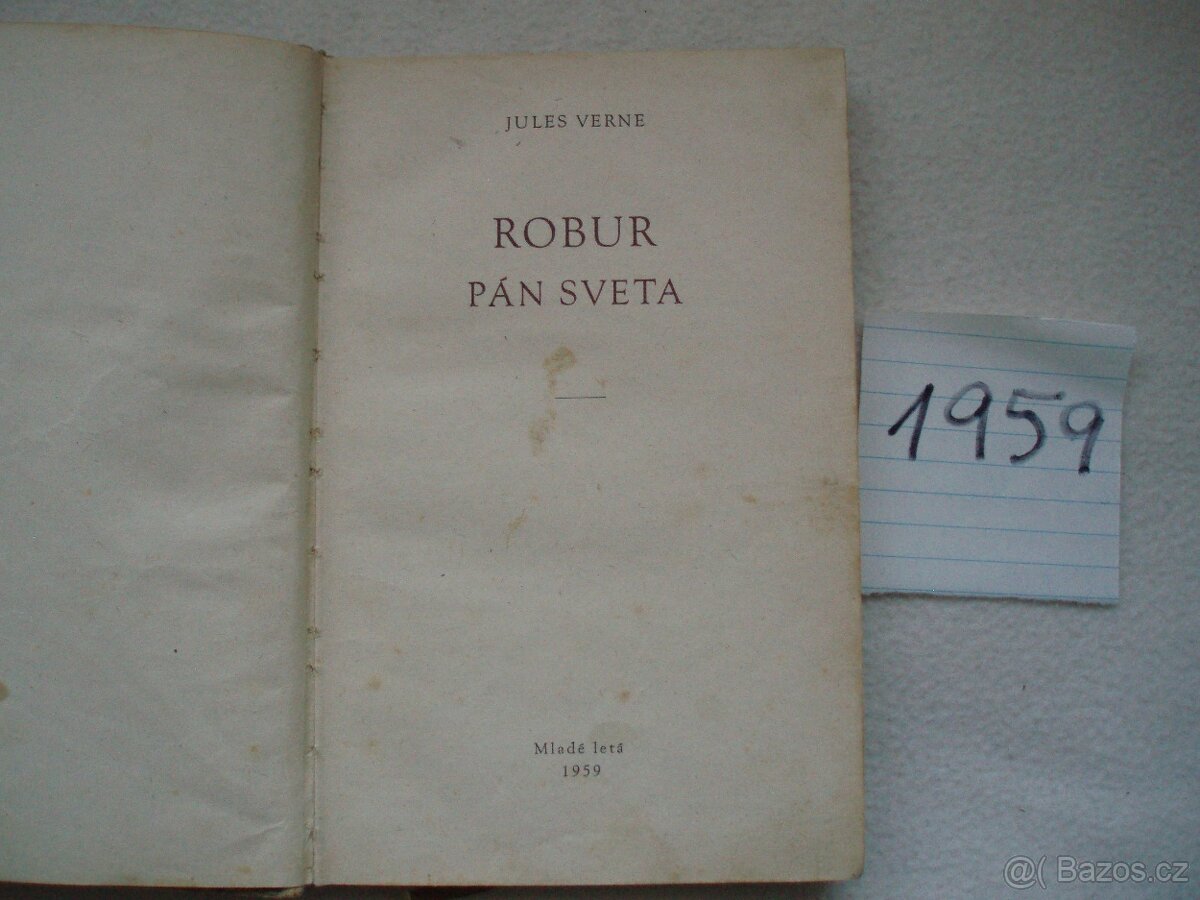 JULES VERNE
ROBUR
PÁN SVETA
Mladé letá
1959
1959
@( Bazos.cz